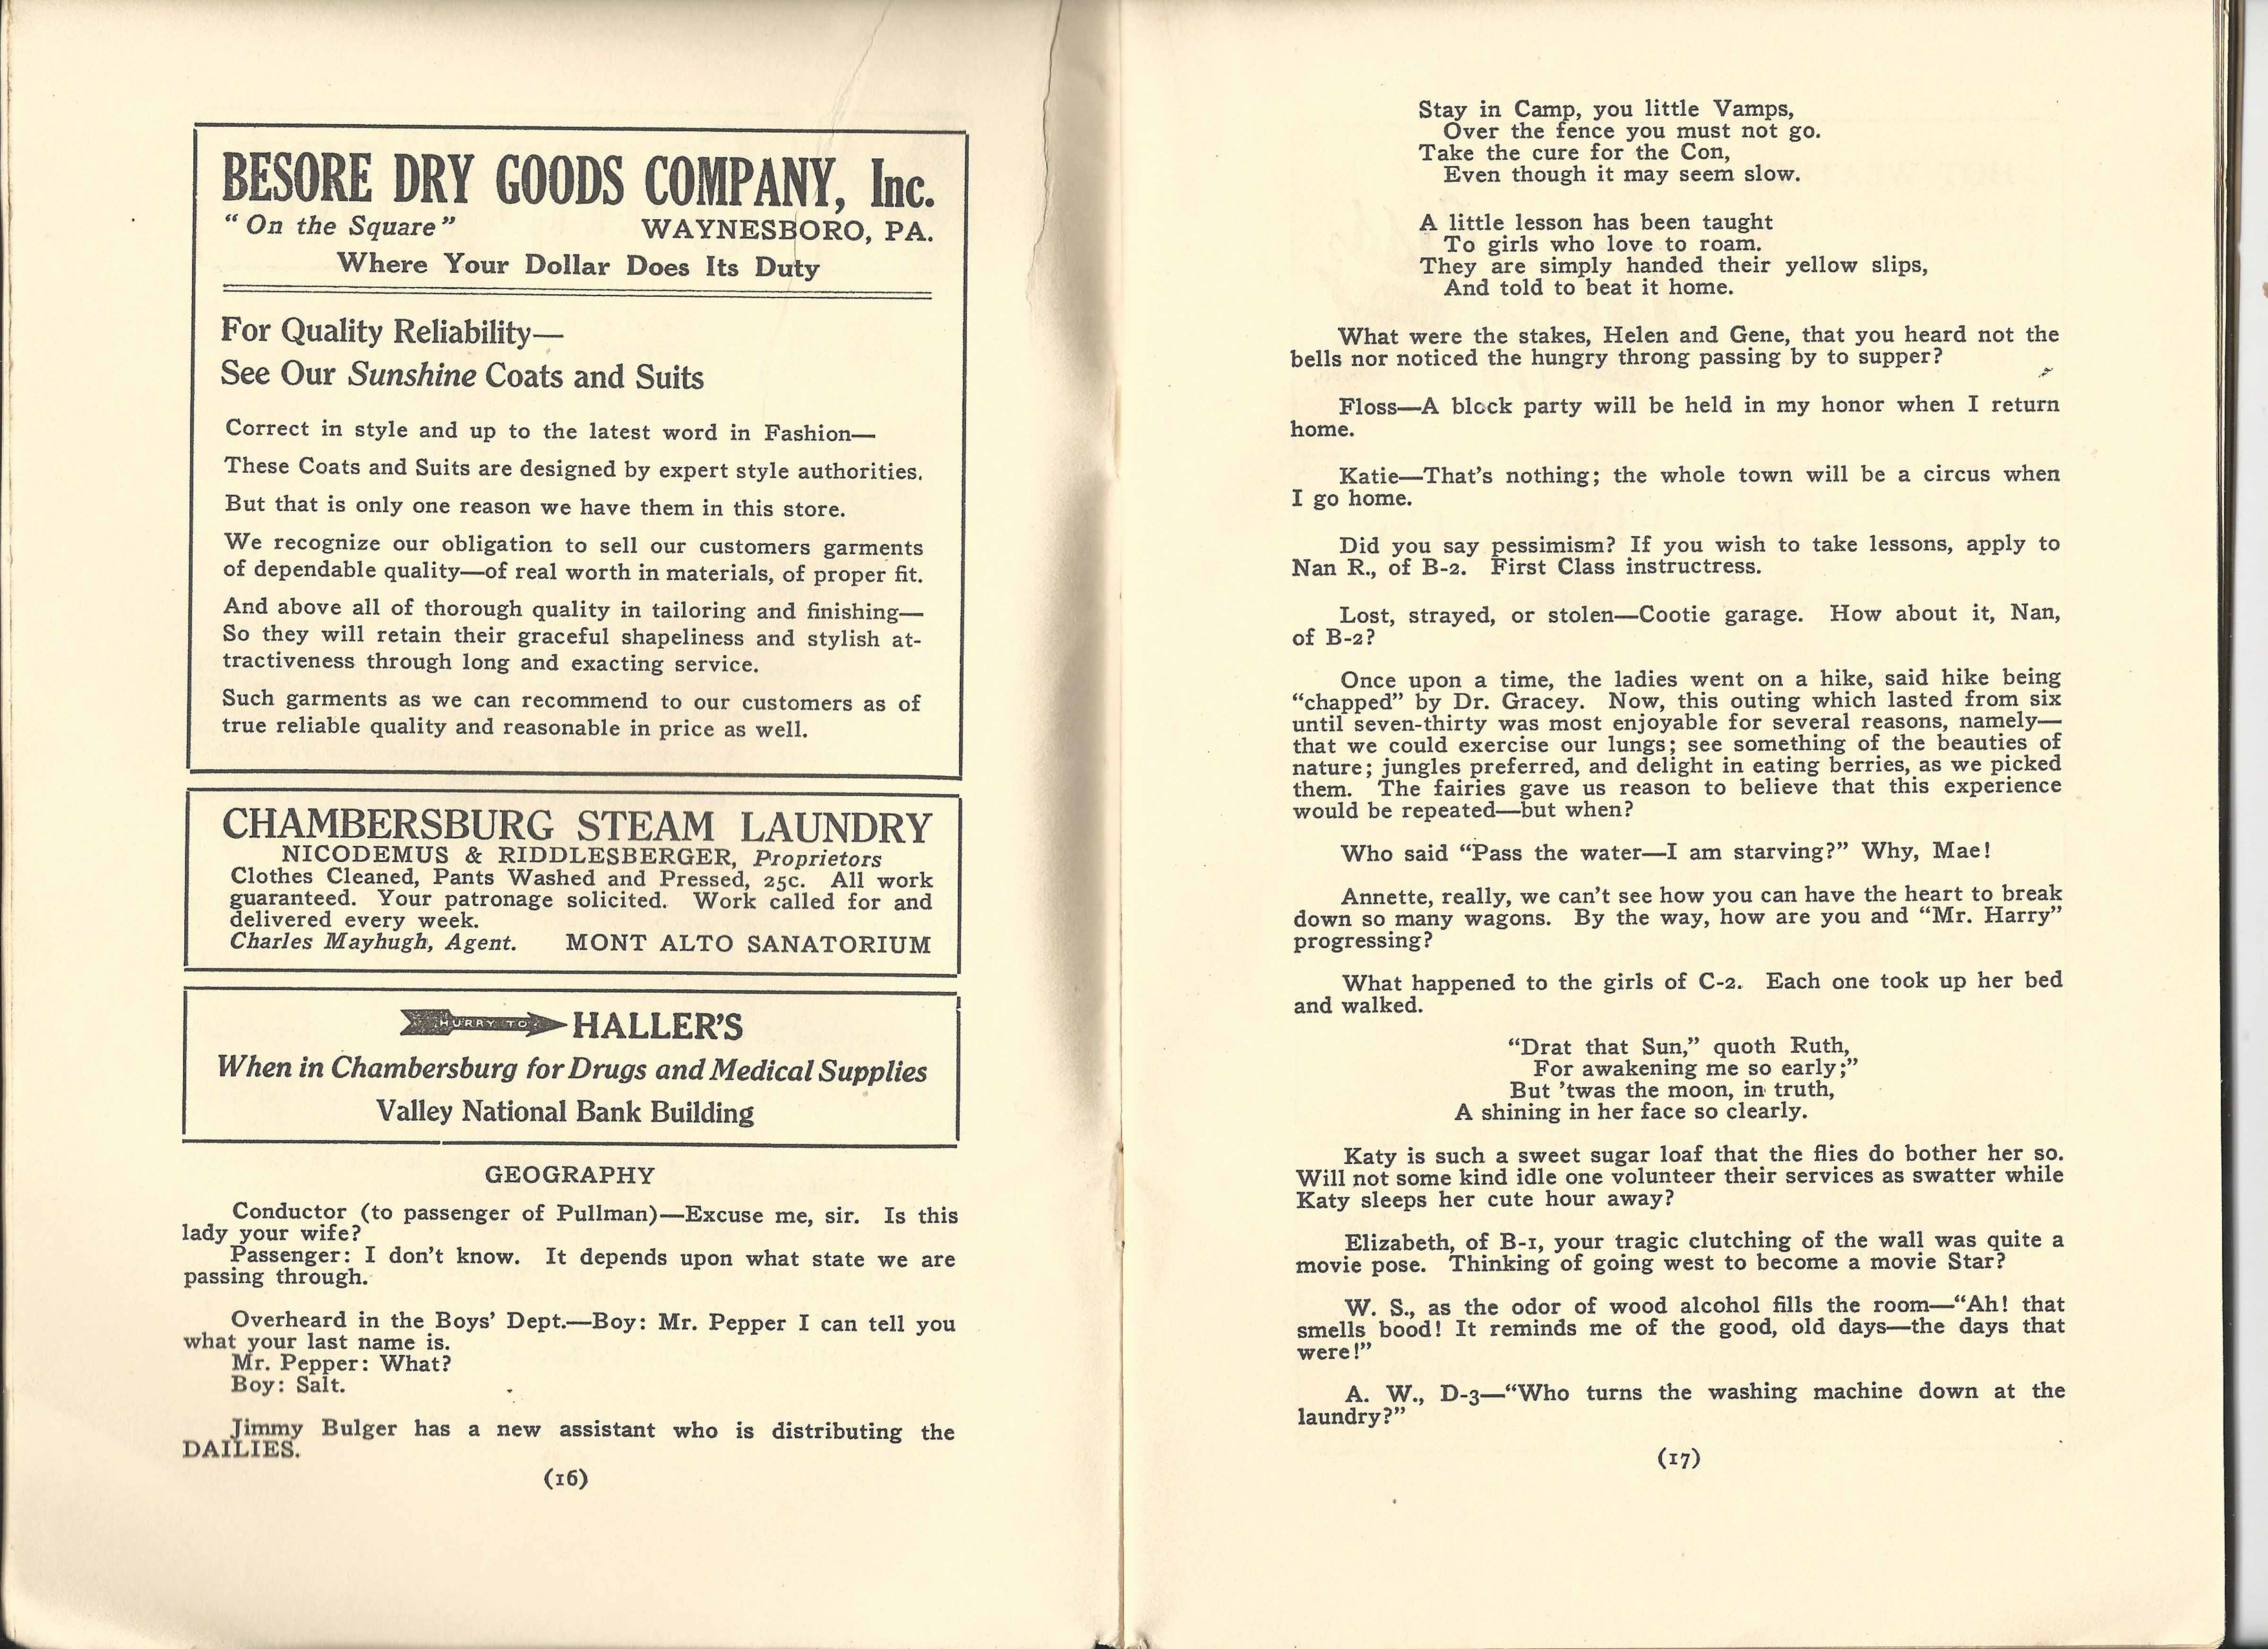 BESORE DRY GOODS COMPANY, Inc.
"On the Square" WAYNESBORO, PA.
Where Your Dollar Does Its Duty
For Quality Reliability—
See Our Sunshine Coats and Suits
Correct in style and up to the latest word in Fashion—
These Coats and Suits are designed by expert style authorities.
But that is only one reason we have them in this store.
We recognize our obligation to sell our customers garments
of dependable quality—of real worth in materials, of proper fit.
And above all of thorough quality in tailoring and finishing—
So they will retain their graceful shapeliness and stylish at-
tractiveness through long and exacting service.
Such garments as we can recommend to our customers as of
true reliable quality and reasonable in price as well.
CHAMBERSBURG STEAM LAUNDRY
NICODEMUS & RIDDLESBERGER, Proprietors
Clothes Cleaned, Pants Washed and Pressed, 25c. All work
guaranteed. Your patronage solicited. Work called for and
delivered every week.
Charles Mayhugh, Agent. MONT ALTO SANATORIUM
HURRY TO HALLER'S
When in Chambersburg for Drugs and Medical Supplies
Valley National Bank Building
GEOGRAPHY
Conductor (to passenger of Pullman)—Excuse me, sir. Is this
lady your wife?
Passenger: I don't know. It depends upon what state we are
passing through.
Overheard in the Boys' Dept.—Boy: Mr. Pepper I can tell you
what your last name is.
Mr. Pepper: What?
Boy: Salt.
Jimmy Bulger has a new assistant who is distributing the
DAILIES.
(16)
Stay in Camp, you little Vamps,
Over the fence you must not go.
Take the cure for the Con,
Even though it may seem slow.
A little lesson has been taught
To girls who love to roam.
They are simply handed their yellow slips,
And told to beat it home.
What were the stakes, Helen and Gene, that you heard not the
bells nor noticed the hungry throng passing by to supper?
Floss—A block party will be held in my honor when I return
home.
Katie—That's nothing; the whole town will be a circus when
I go home.
Did you say pessimism? If you wish to take lessons, apply to
Nan R., of B-2. First Class instructress.
Lost, strayed, or stolen—Cootie garage. How about it, Nan,
of B-2?
Once upon a time, the ladies went on a hike, said hike being
"chapped" by Dr. Gracey. Now, this outing which lasted from six
until seven-thirty was most enjoyable for several reasons, namely—
that we could exercise our lungs; see something of the beauties of
nature; jungles preferred, and delight in eating berries, as we picked
them. The fairies gave us reason to believe that this experience
would be repeated—but when?
Who said "Pass the water—I am starving?" Why, Mae!
Annette, really, we can't see how you can have the heart to break
down so many wagons. By the way, how are you and "Mr. Harry"
progressing?
What happened to the girls of C-2. Each one took up her bed
and walked.
"Drat that Sun," quoth Ruth,
For awakening me so early;"
But 'twas the moon, in truth,
A shining in her face so clearly.
Katy is such a sweet sugar loaf that the flies do bother her so.
Will not some kind idle one volunteer their services as swatter while
Katy sleeps her cute hour away?
Elizabeth, of B-1, your tragic clutching of the wall was quite a
movie pose. Thinking of going west to become a movie Star?
W. S., as the odor of wood alcohol fills the room—"Ah! that
smells bood! It reminds me of the good, old days—the days that
were!"
A. W., D-3—"Who turns the washing machine down at the
laundry?"
(17)